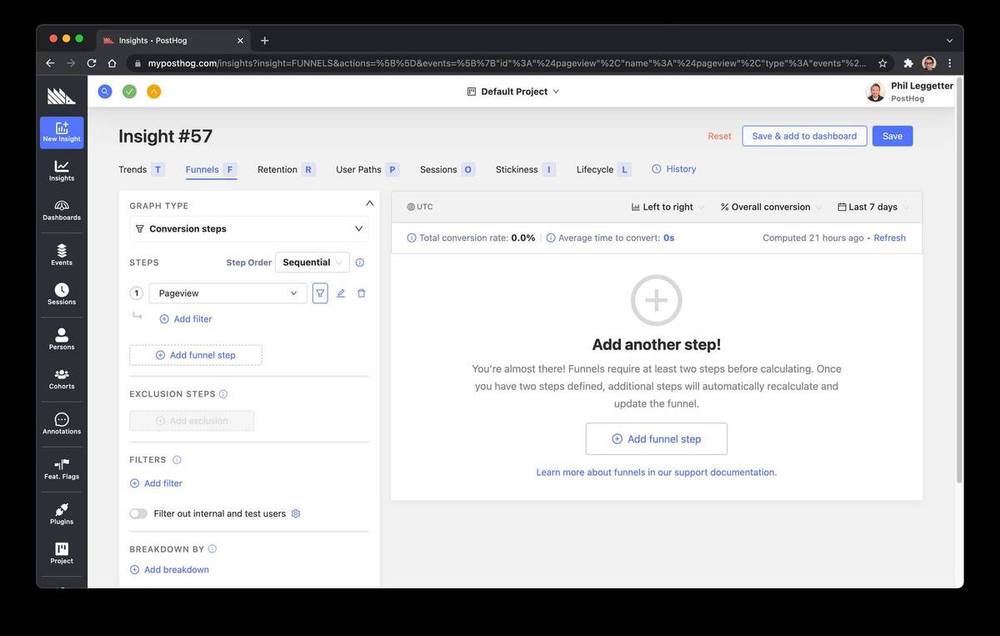 Insights • PostHog
myposthog.com/insights?insight=FUNNELS&actions=%5B%5D&events=%5B%7B"id"%3A"%24pageview"%2C"name"%3A"%24pageview"%2C"type"%3A"events"%2...
Default Project
Phil Leggetter
PostHog
New Insight
Insights
Dashboards
Events
Sessions
Persons
Cohorts
Annotations
Feat. Flags
Plugins
Project
Insight #57
Reset
Save & add to dashboard
Save
Trends T
Funnels F
Retention R
User Paths P
Sessions O
Stickiness I
Lifecycle L
History
GRAPH TYPE
Conversion steps
STEPS
Step Order Sequential
1 Pageview
Add filter
Add funnel step
EXCLUSION STEPS
Add exclusion
FILTERS
Add filter
Filter out internal and test users
BREAKDOWN BY
Add breakdown
UTC
Left to right
% Overall conversion
Last 7 days
Total conversion rate: 0.0%
Average time to convert: 0s
Computed 21 hours ago • Refresh
Add another step!
You're almost there! Funnels require at least two steps before calculating. Once
you have two steps defined, additional steps will automatically recalculate and
update the funnel.
Add funnel step
Learn more about funnels in our support documentation.